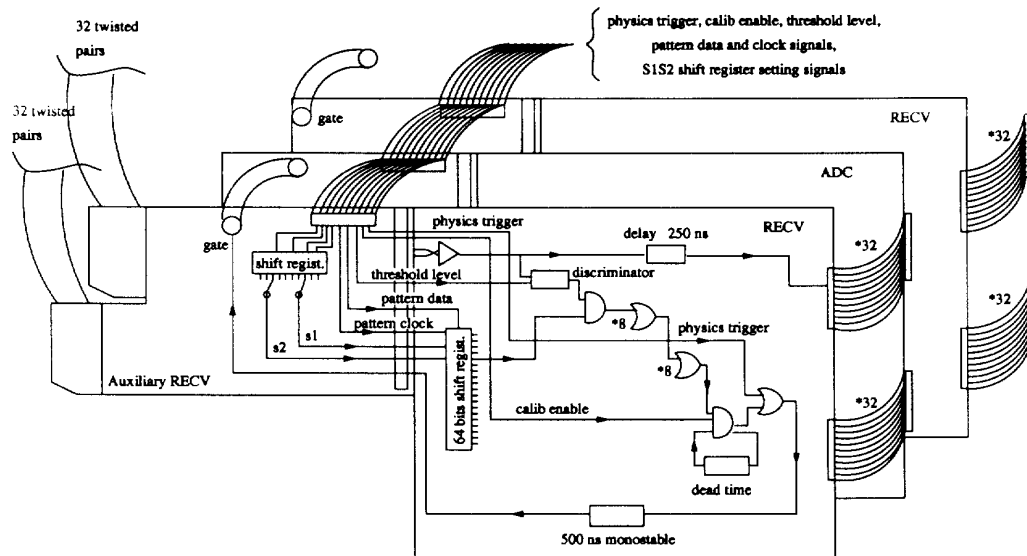 32 twisted
pairs
physics trigger, calib enable, threshold level,
pattern data and clock signals,
S1S2 shift register setting signals
32 twisted
pairs
gate
RECV
*32
ADC
gate
physics trigger
RECV
*32
delay 250 ns
shift regist.
threshold level
discriminator
pattern data
*32
s1
pattern clock
*8
physics trigger
s2
*8
Auxiliary RECV
64 bits shift regist.
calib enable
*32
dead time
500 ns monostable